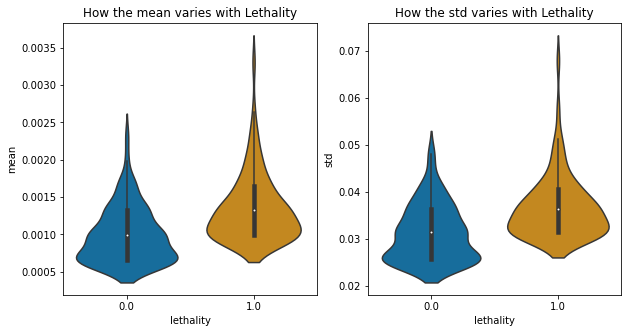 How the mean varies with Lethality
mean
0.0035
0.0030
0.0025
0.0020
0.0015
0.0010
0.0005
0.0
1.0
lethality
How the std varies with Lethality
std
0.07
0.06
0.05
0.04
0.03
0.02
0.0
1.0
lethality